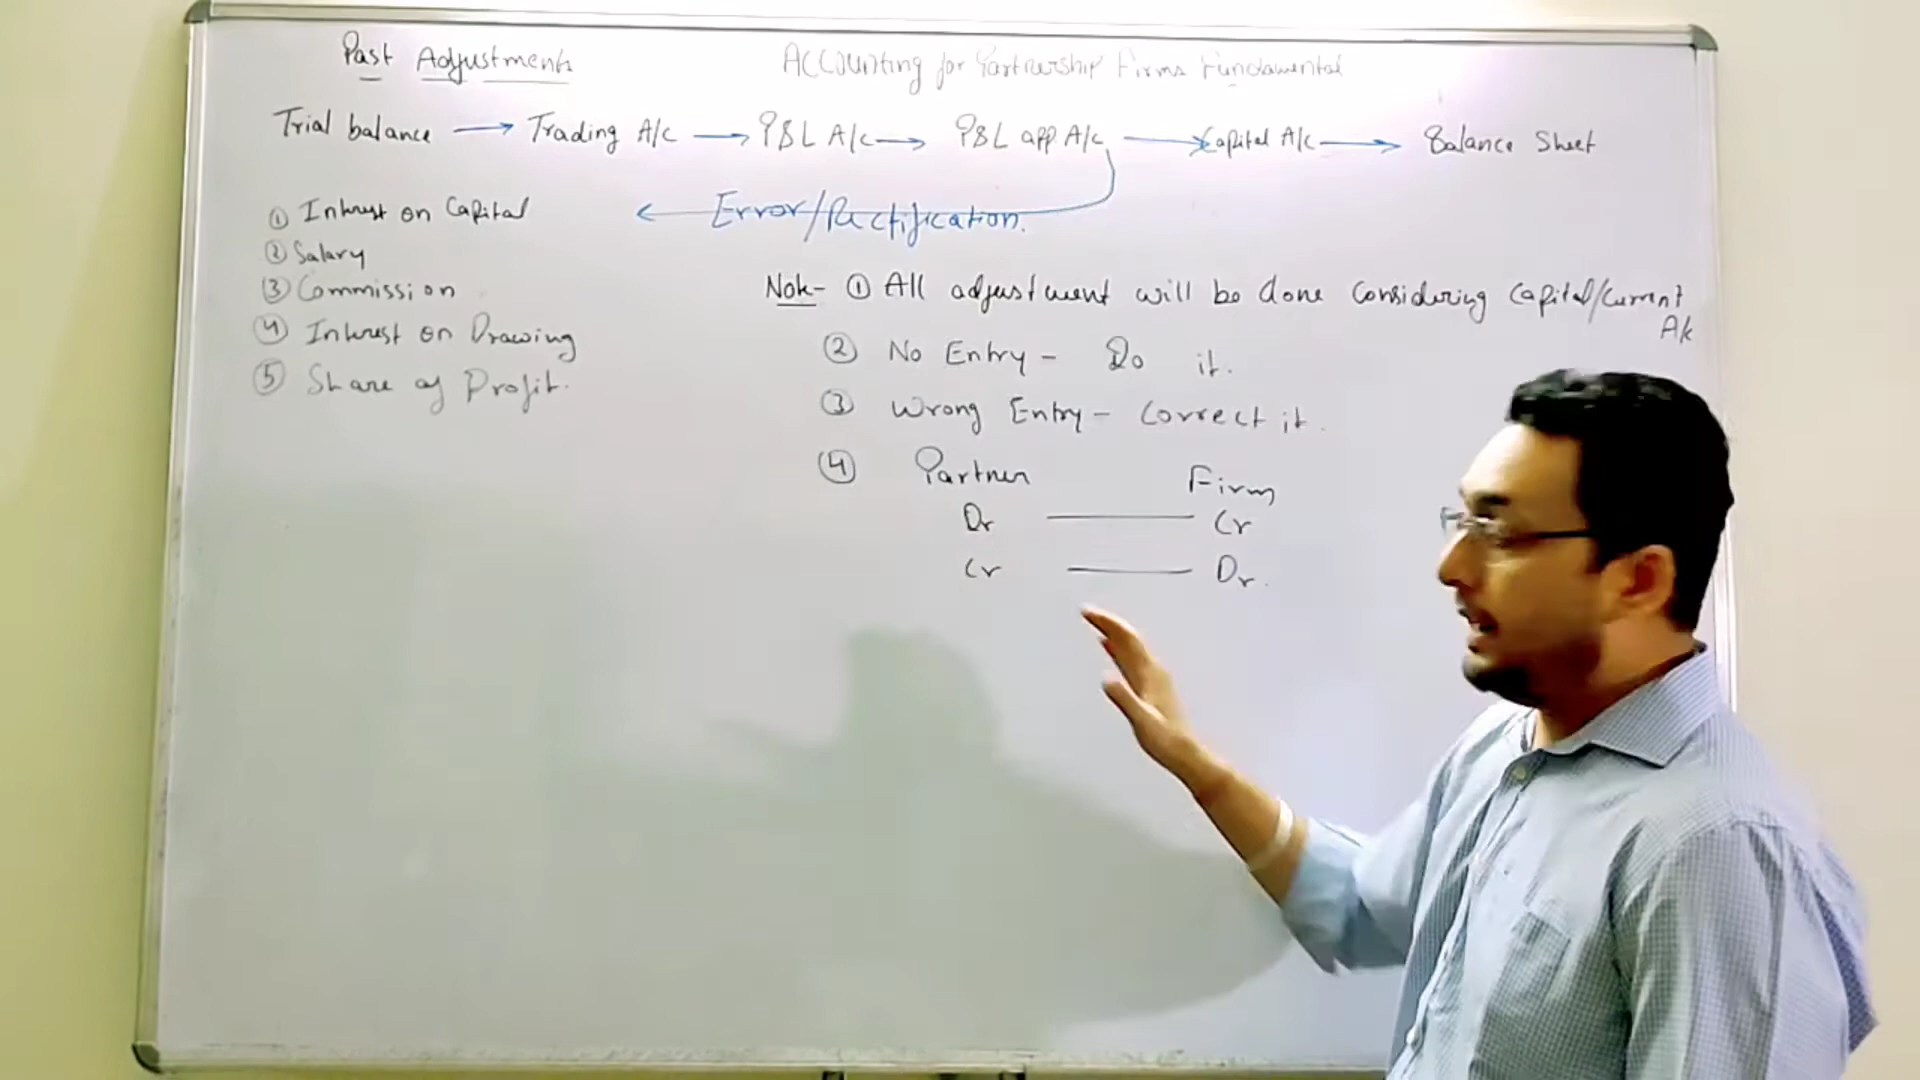 Past Adjustments
Accounting for Partnership Firms Fundamental
Trial balance → Trading A/c → P&L A/c → P&L app. A/c → Capital A/c → Balance Sheet
← Error/Rectification.
① Interest on Capital
② Salary
③ Commission
④ Interest on Drawing
⑤ Share of Profit.
Note- ① All adjustment will be done Considering Capital/Current A/c
② No Entry - Do it.
③ Wrong Entry - Correct it.
④ Partner Firm
Dr — Cr
Cr — Dr.